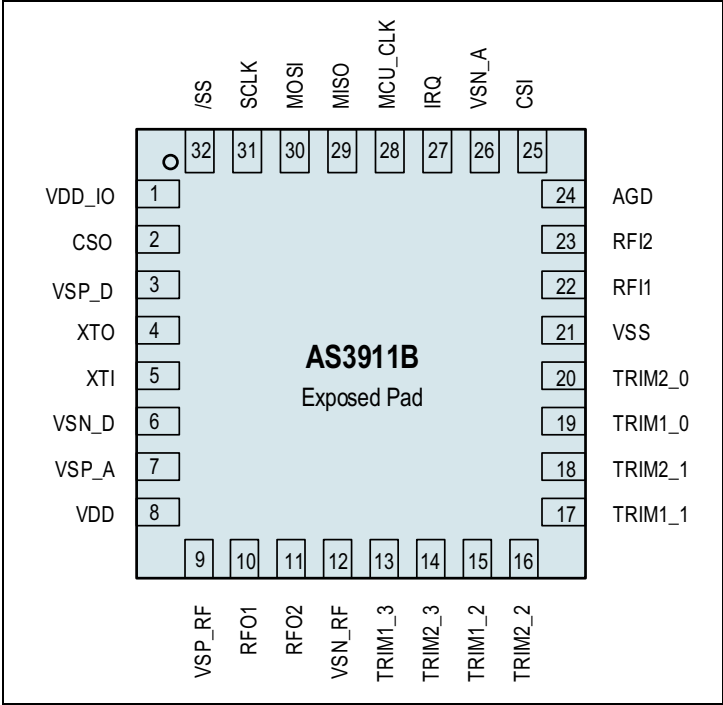 /SS
SCLK
MOSI
MISO
MCU_CLK
IRQ
VSN_A
CSI
32
31
30
29
28
27
26
25
VDD_IO
1
CSO
2
VSP_D
3
XTO
4
XTI
5
VSN_D
6
VSP_A
7
VDD
8
AS3911B
Exposed Pad
24
AGD
23
RFI2
22
RFI1
21
VSS
20
TRIM2_0
19
TRIM1_0
18
TRIM2_1
17
TRIM1_1
9
10
11
12
13
14
15
16
VSP_RF
RFO1
RFO2
VSN_RF
TRIM1_3
TRIM2_3
TRIM1_2
TRIM2_2